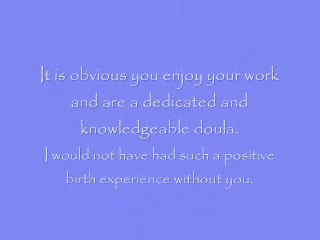 It is obvious you enjoy your work
and are a dedicated and
knowledgeable doula.
I would not have had such a positive
birth experience without you.